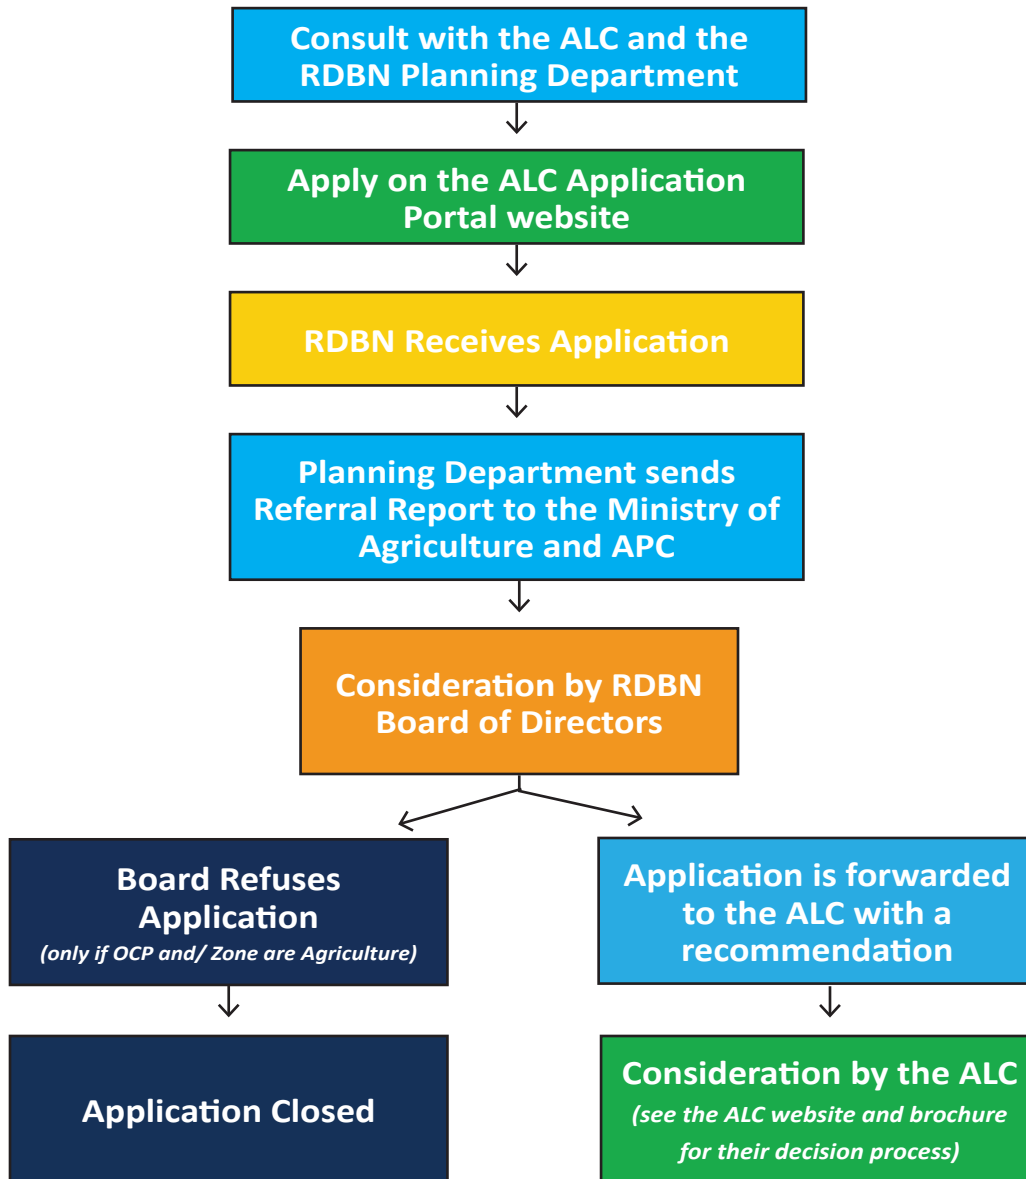 Consult with the ALC and the
RDBN Planning Department
Apply on the ALC Application
Portal website
RDBN Receives Application
Planning Department sends
Referral Report to the Ministry of
Agriculture and APC
Consideration by RDBN
Board of Directors
Board Refuses
Application
(only if OCP and/ Zone are Agriculture)
Application is forwarded
to the ALC with a
recommendation
Application Closed
Consideration by the ALC
(see the ALC website and brochure
for their decision process)